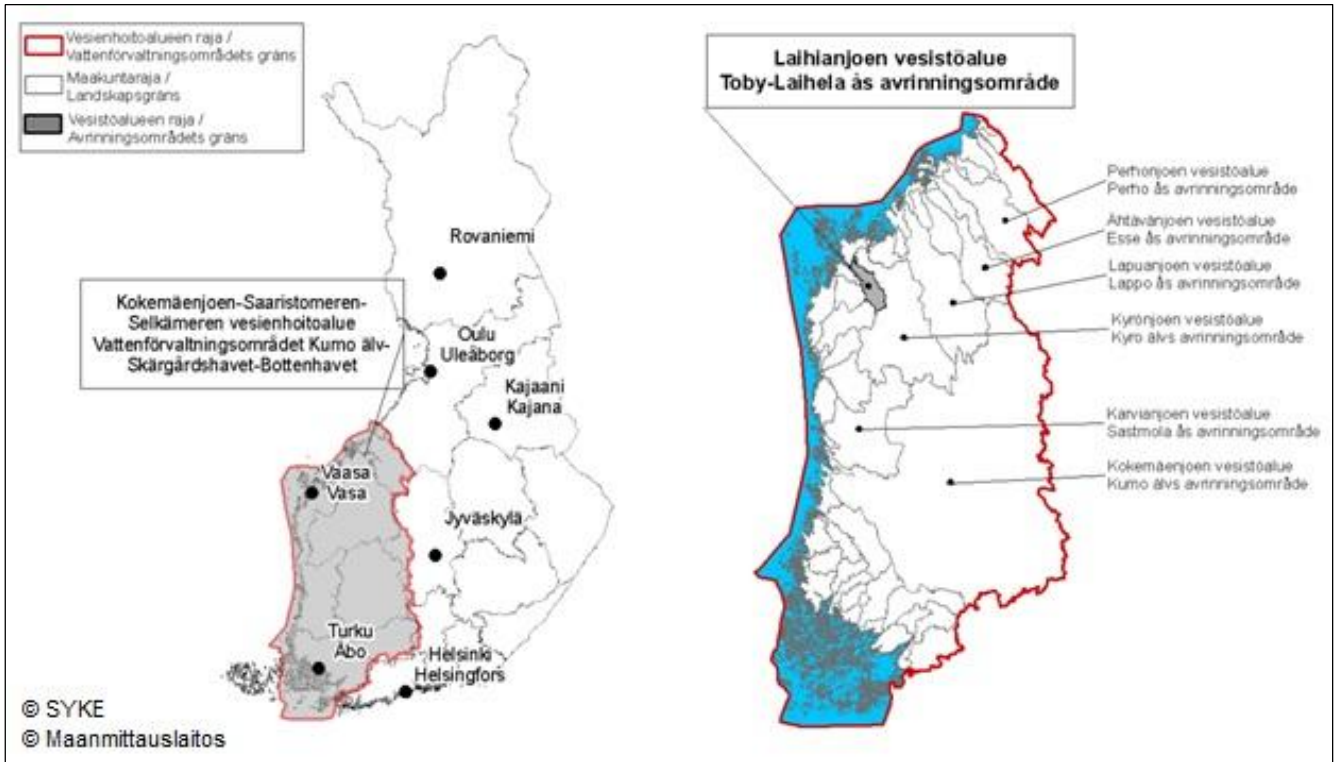 Vesienhoitoalueen raja /
Vattenförvaltningsområdets gräns
Maakuntaraja /
Landskapsgräns
Vesistöalueen raja /
Avrinningsområdets gräns
Kokemäenjoen-Saaristomeren-
Selkämeren vesienhoitoalue
Vattenförvaltningsområdet Kumo älv-
Skärgårdshavet-Bottenhavet
Rovaniemi
Oulu
Uleåborg
Kajaani
Kajana
Vaasa
Vasa
Jyväskylä
Turku
Åbo
Helsinki
Helsingfors
© SYKE
© Maanmittauslaitos
Laihianjoen vesistöalue
Toby-Laihela ås avrinningsområde
Perhonjoen vesistöalue
Perho ås avrinningsområde
Ähtävänjoen vesistöalue
Esse ås avrinningsområde
Lapuanjoen vesistöalue
Lappo ås avrinningsområde
Kyrönjoen vesistöalue
Kyro älvs avrinningsområde
Karvianjoen vesistöalue
Sastmola ås avrinningsområde
Kokemäenjoen vesistöalue
Kumo älvs avrinningsområde